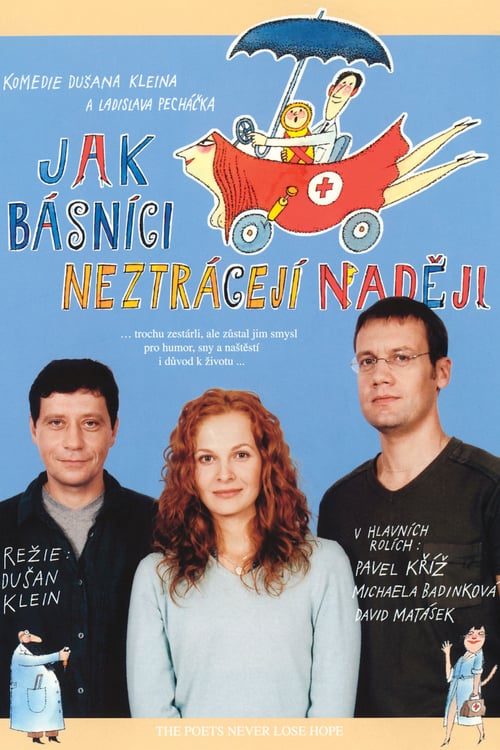 KOMEDIE DUŠANA KLEINA
A LADISLAVA PECHÁČKA
JAK
BÁSNÍCI
NEZTRÁCEJÍ NADĚJI
... trochu zestárli, ale zůstal jim smysl
pro humor, sny a naštěstí
i důvod k životu ...
REŽIE:
DUŠAN
KLEIN
V HLAVNÍCH
ROLÍCH:
PAVEL KŘÍŽ
MICHAELA BADINKOVÁ
DAVID MATÁSEK
THE POETS NEVER LOSE HOPE